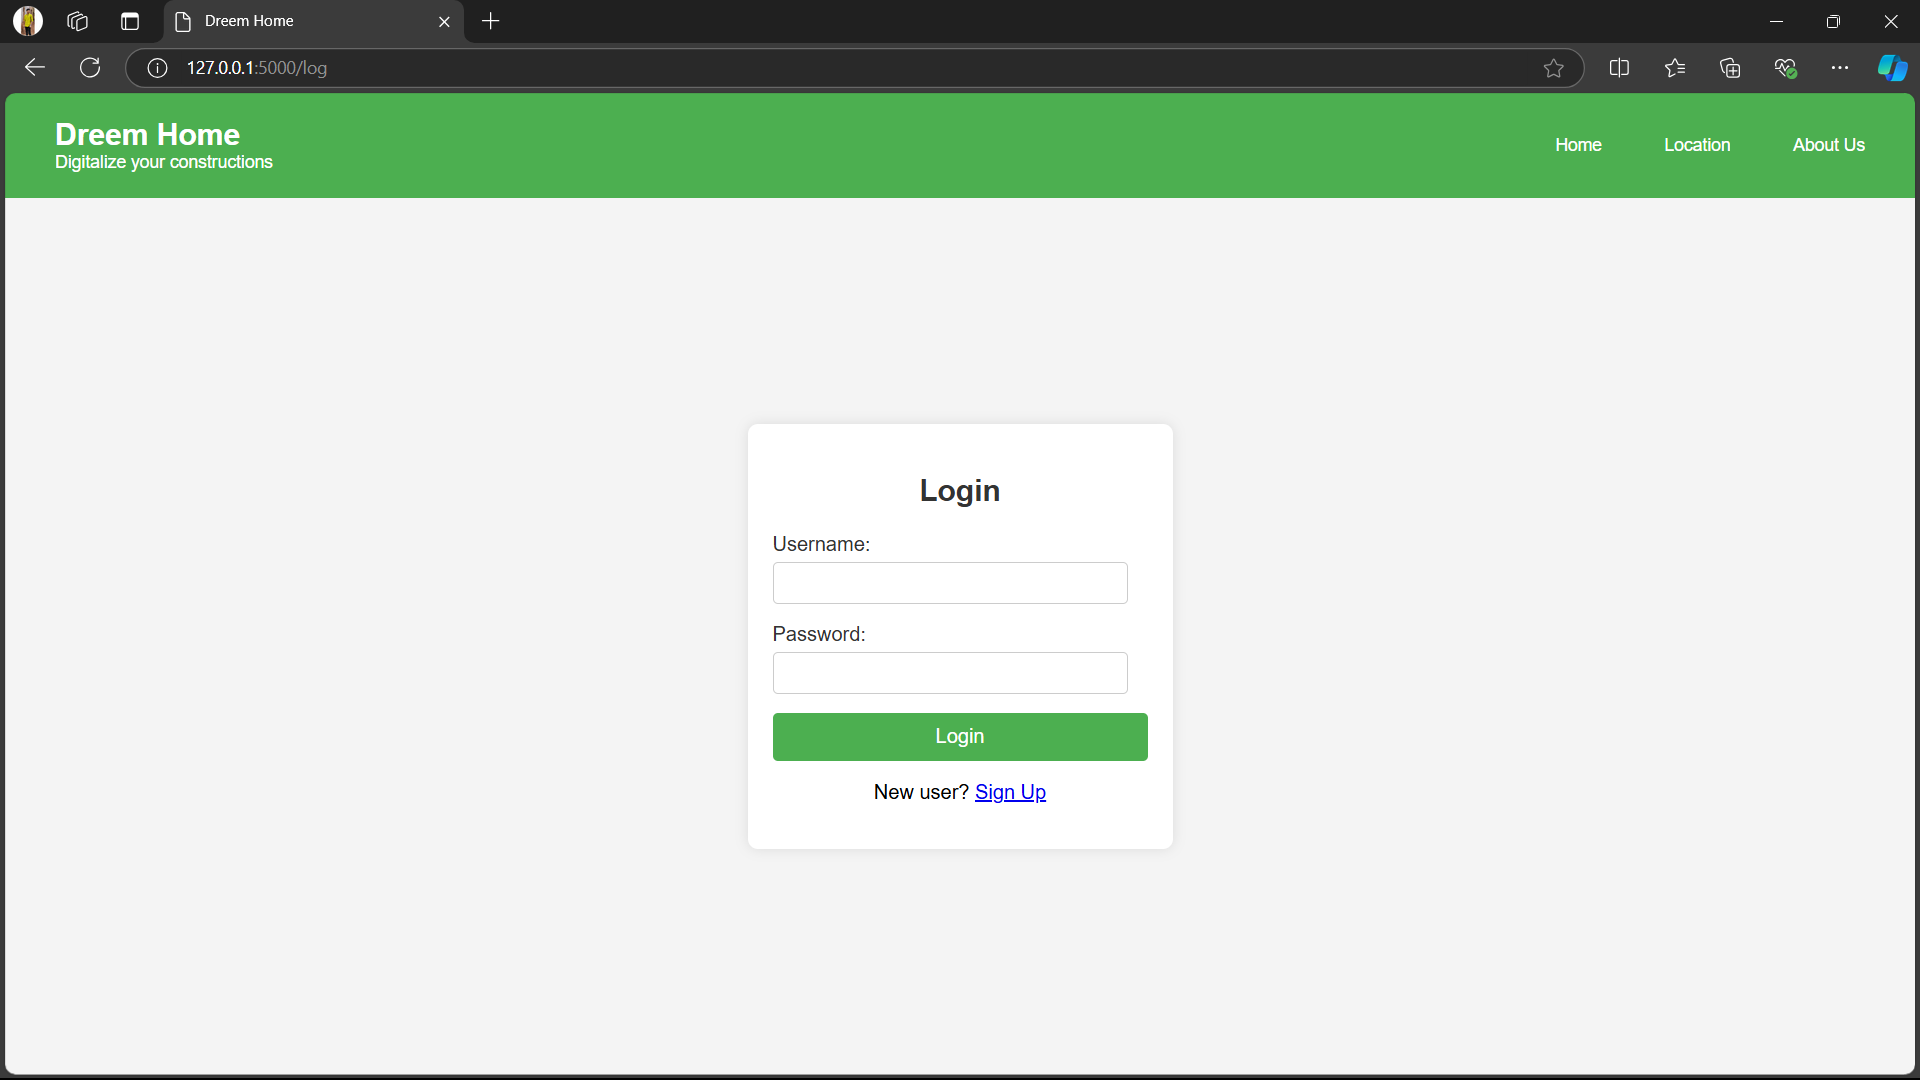 Dreem Home
127.0.0.1:5000/log
Dreem Home
Digitalize your constructions
Home Location About Us
Login
Username:
Password:
Login
New user? Sign Up